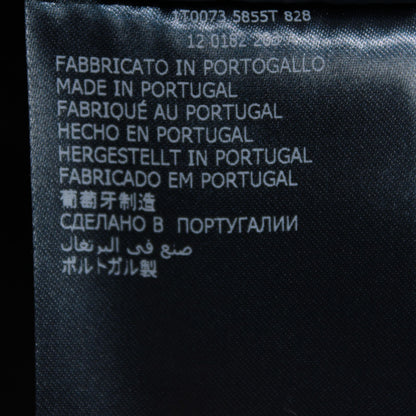 1T0073 5855T 828
12 0182 200
FABBRICATO IN PORTOGALLO
MADE IN PORTUGAL
FABRIQUÉ AU PORTUGAL
HECHO EN PORTUGAL
HERGESTELLT IN PORTUGAL
FABRICADO EM PORTUGAL
葡萄牙制造
СДЕЛАНО В ПОРТУГАЛИИ
صنع في البرتغال
ポルトガル製